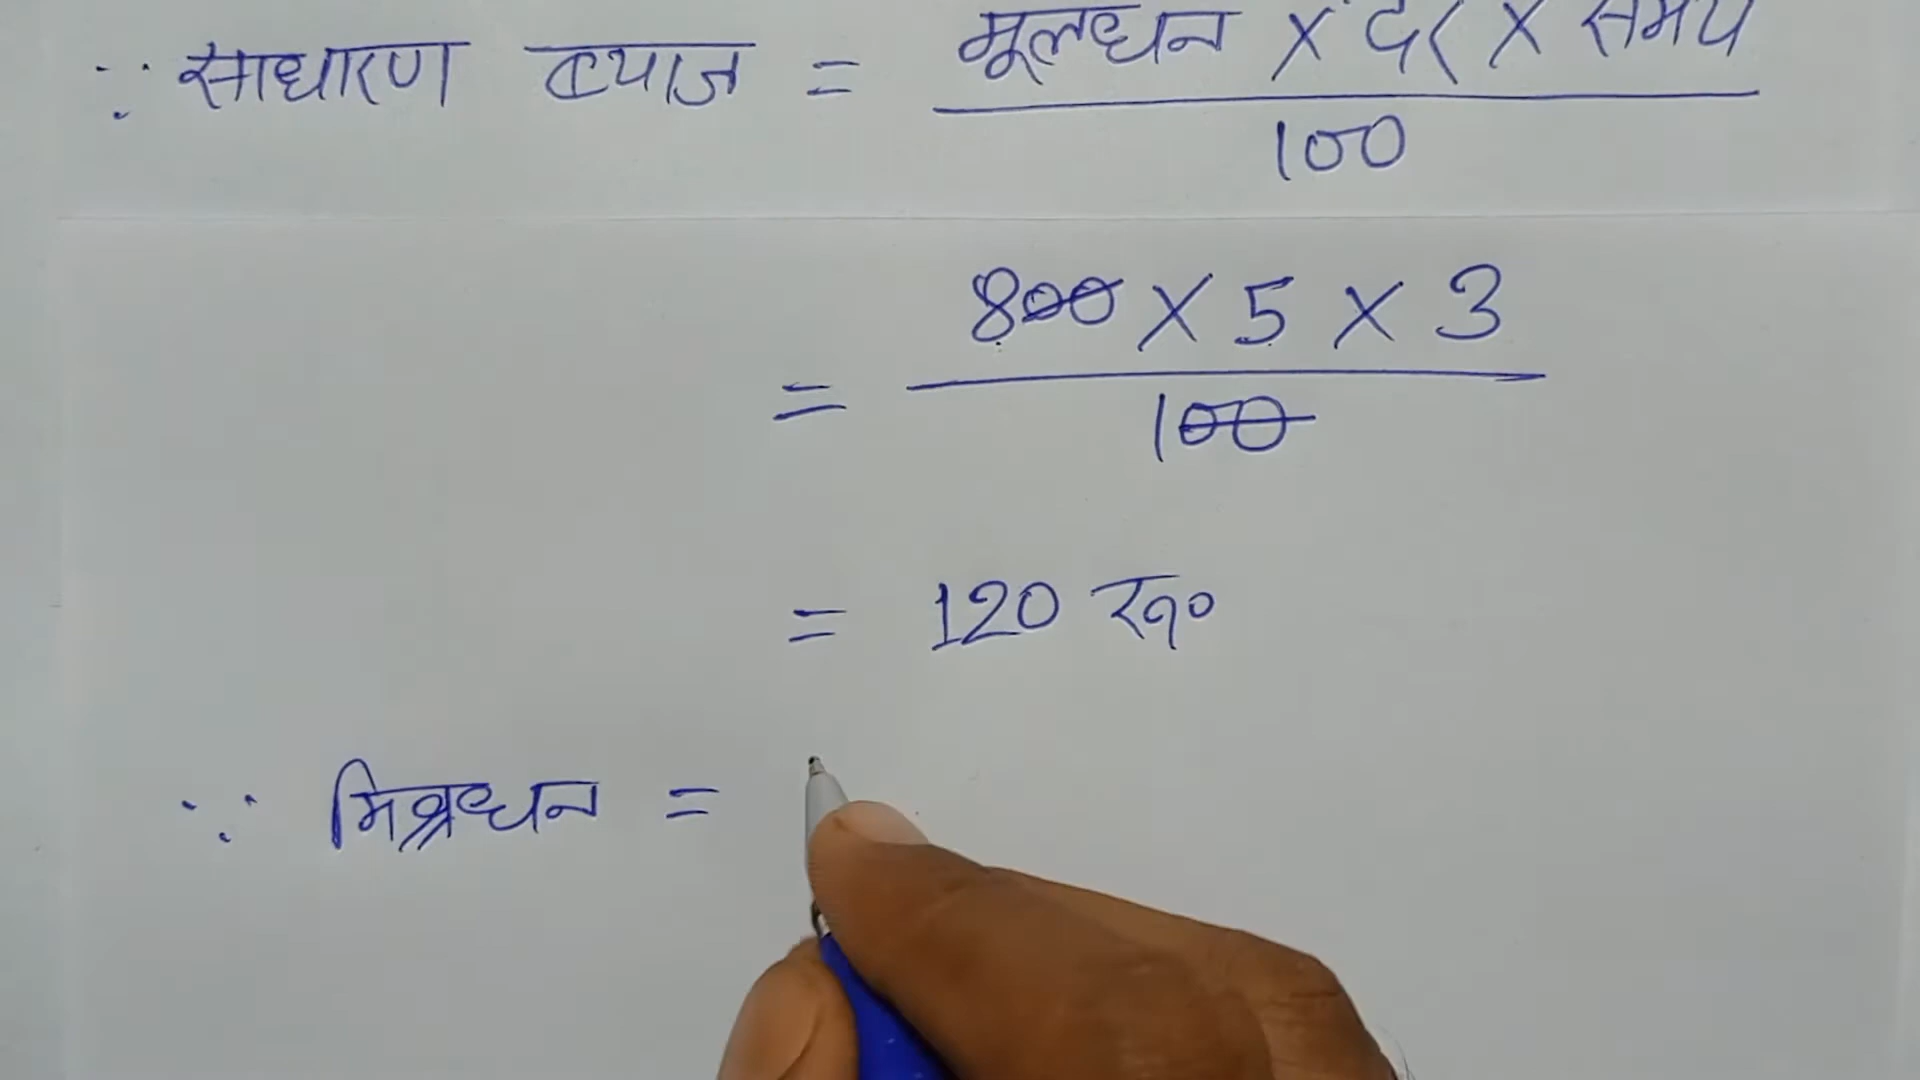 ∵ साधारण ब्याज = मूलधन × दर × समय
100
= 800 × 5 × 3
100
= 120 रू०
∵ मिश्रधन =